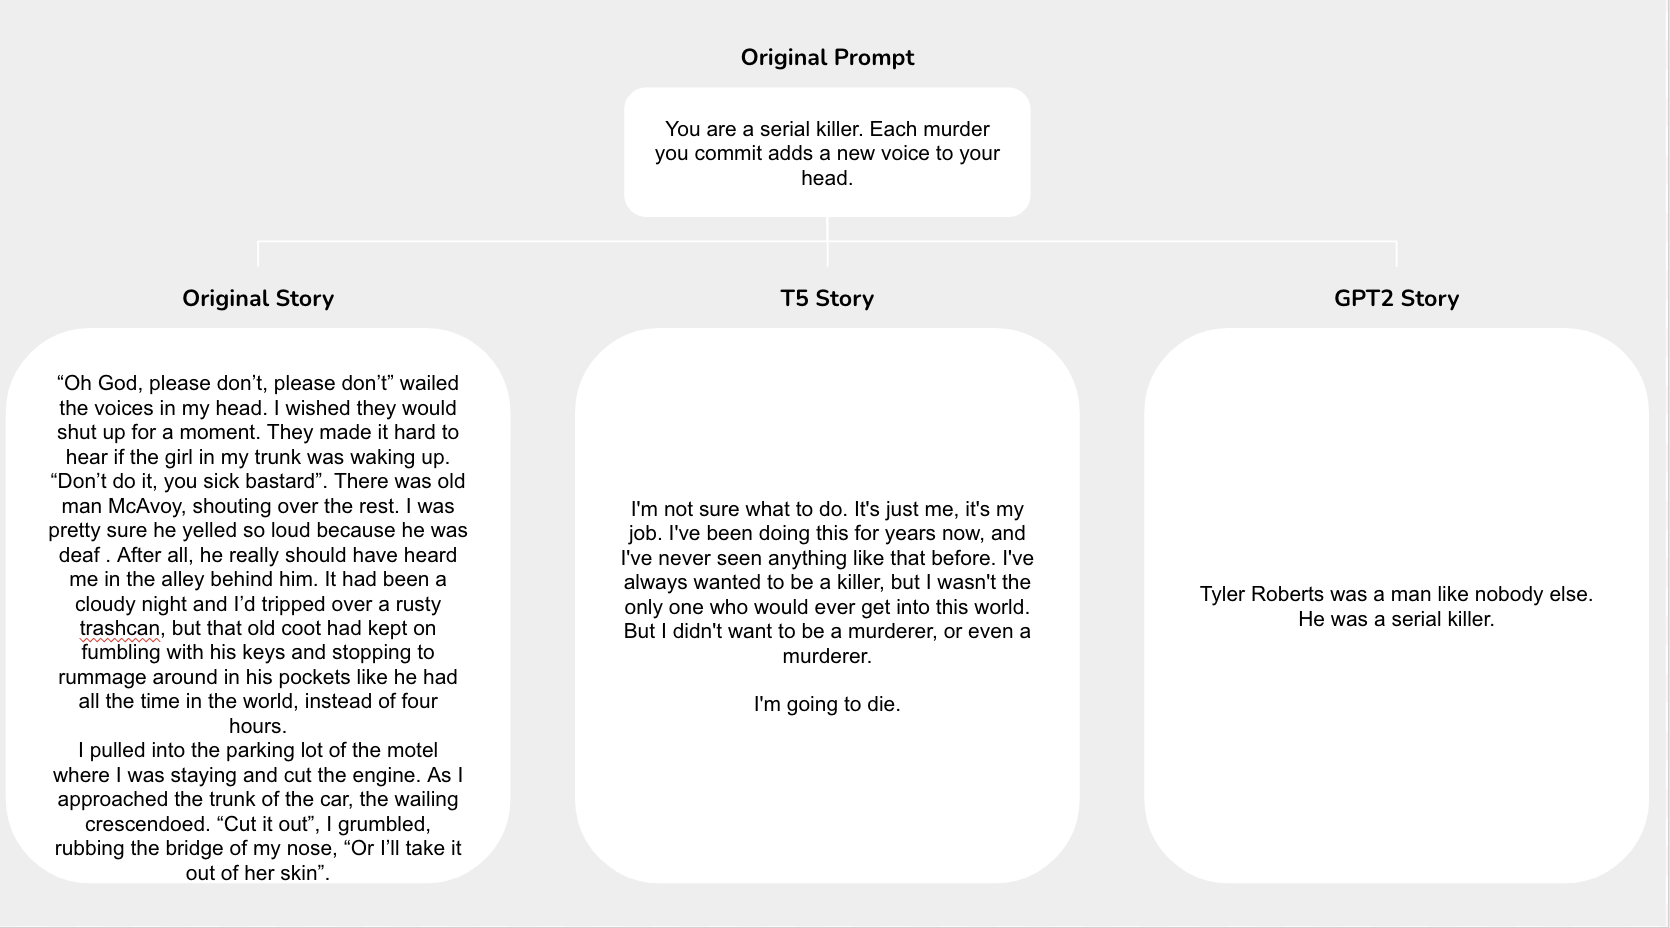 Original Prompt
You are a serial killer. Each murder
you commit adds a new voice to your
head.
Original Story
“Oh God, please don’t, please don’t” wailed
the voices in my head. I wished they would
shut up for a moment. They made it hard to
hear if the girl in my trunk was waking up.
“Don’t do it, you sick bastard”. There was old
man McAvoy, shouting over the rest. I was
pretty sure he yelled so loud because he was
deaf . After all, he really should have heard
me in the alley behind him. It had been a
cloudy night and I’d tripped over a rusty
trashcan, but that old coot had kept on
fumbling with his keys and stopping to
rummage around in his pockets like he had
all the time in the world, instead of four
hours.
I pulled into the parking lot of the motel
where I was staying and cut the engine. As I
approached the trunk of the car, the wailing
crescendoed. “Cut it out”, I grumbled,
rubbing the bridge of my nose, “Or I’ll take it
out of her skin”.
T5 Story
I'm not sure what to do. It's just me, it's my
job. I've been doing this for years now, and
I've never seen anything like that before. I've
always wanted to be a killer, but I wasn't the
only one who would ever get into this world.
But I didn't want to be a murderer, or even a
murderer.
I'm going to die.
GPT2 Story
Tyler Roberts was a man like nobody else.
He was a serial killer.